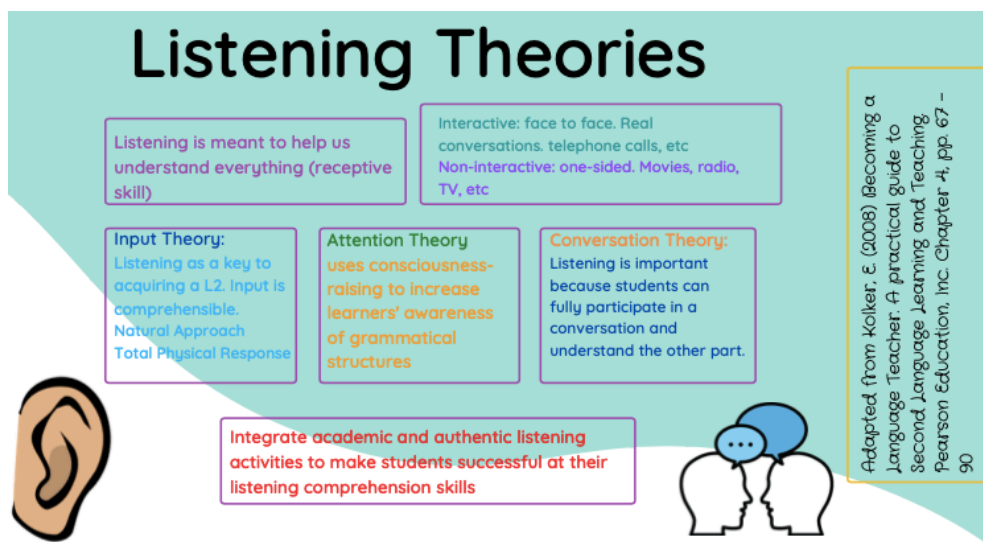 Listening Theories
Listening is meant to help us
understand everything (receptive
skill)
Interactive: face to face. Real
conversations. telephone calls, etc
Non-interactive: one-sided. Movies, radio,
TV, etc
Input Theory:
Listening as a key to
acquiring a L2. Input is
comprehensible.
Natural Approach
Total Physical Response
Attention Theory
uses consciousness-
raising to increase
learners' awareness
of grammatical
structures
Conversation Theory:
Listening is important
because students can
fully participate in a
conversation and
understand the other part.
Integrate academic and authentic listening
activities to make students successful at their
listening comprehension skills
Adapted from Kolker, E. (2008) Becoming a
Language Teacher. A practical guide to
Second Language Learning and Teaching.
Pearson Education, Inc. Chapter 4, pp. 67 -
90